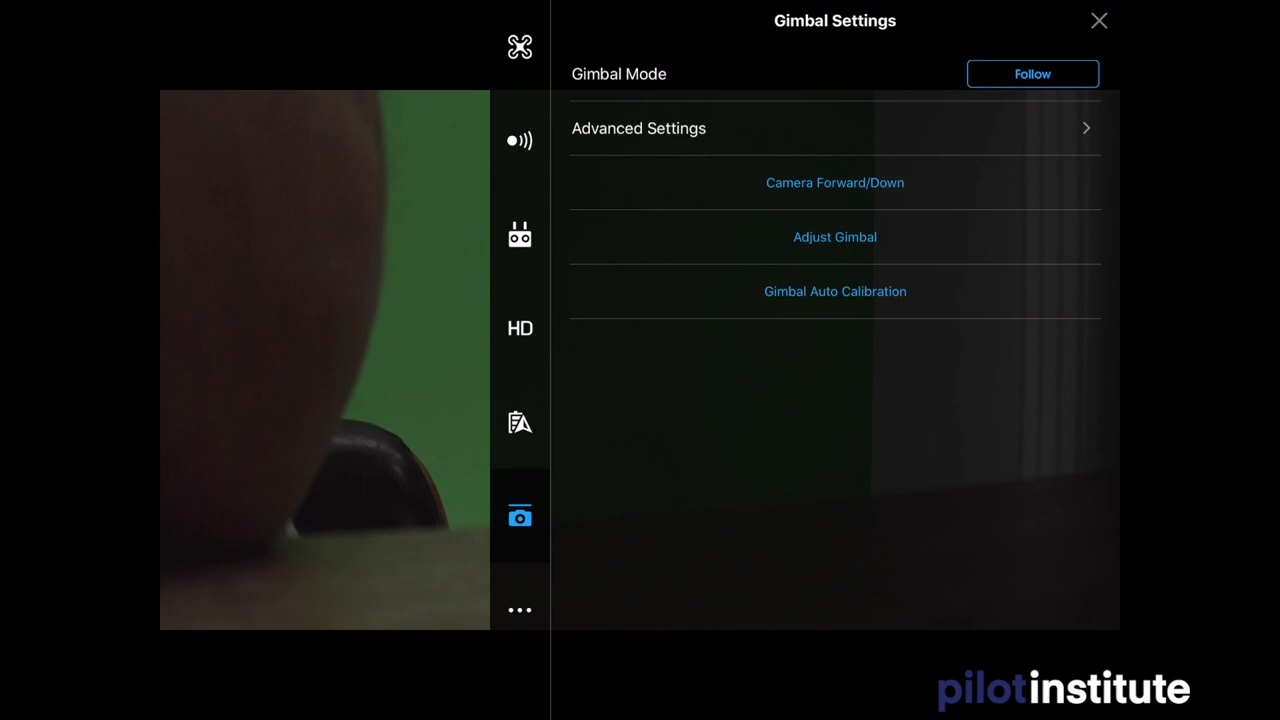 Gimbal Settings
Gimbal Mode
Follow
Advanced Settings
Camera Forward/Down
Adjust Gimbal
HD
Gimbal Auto Calibration
pilotinstitute